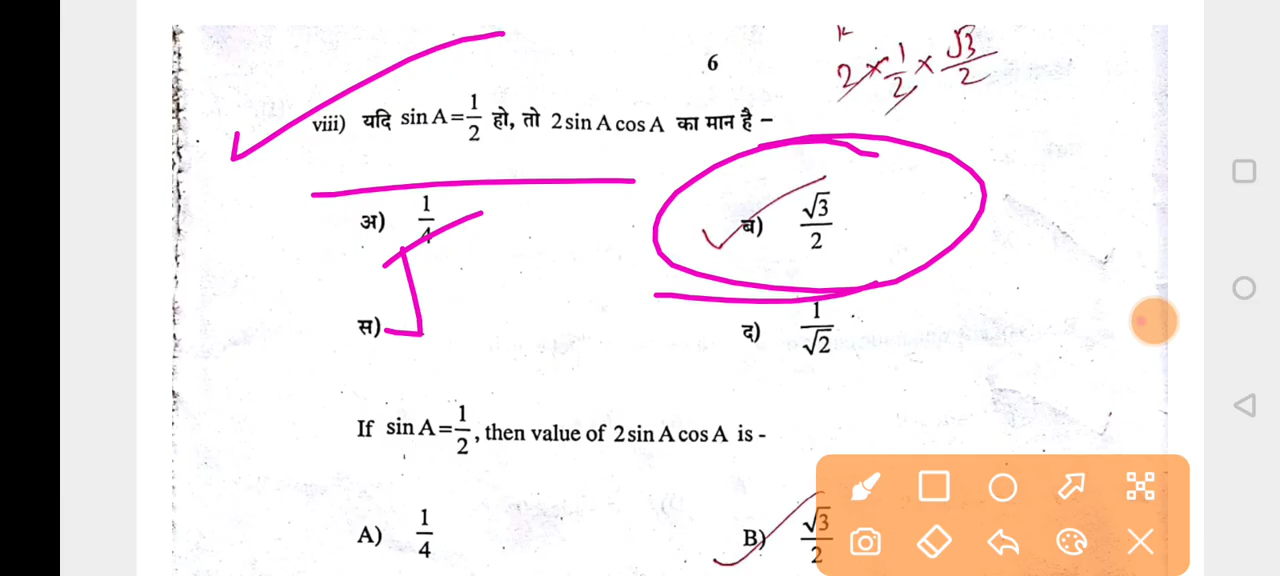 6
2 × 1/2 × √3/2
viii) यदि sin A = 1/2 हो, तो 2 sin A cos A का मान है –
अ) 1/4 ब) √3/2
स) द) 1/√2
If sin A = 1/2, then value of 2 sin A cos A is -
A) 1/4 B) √3/2